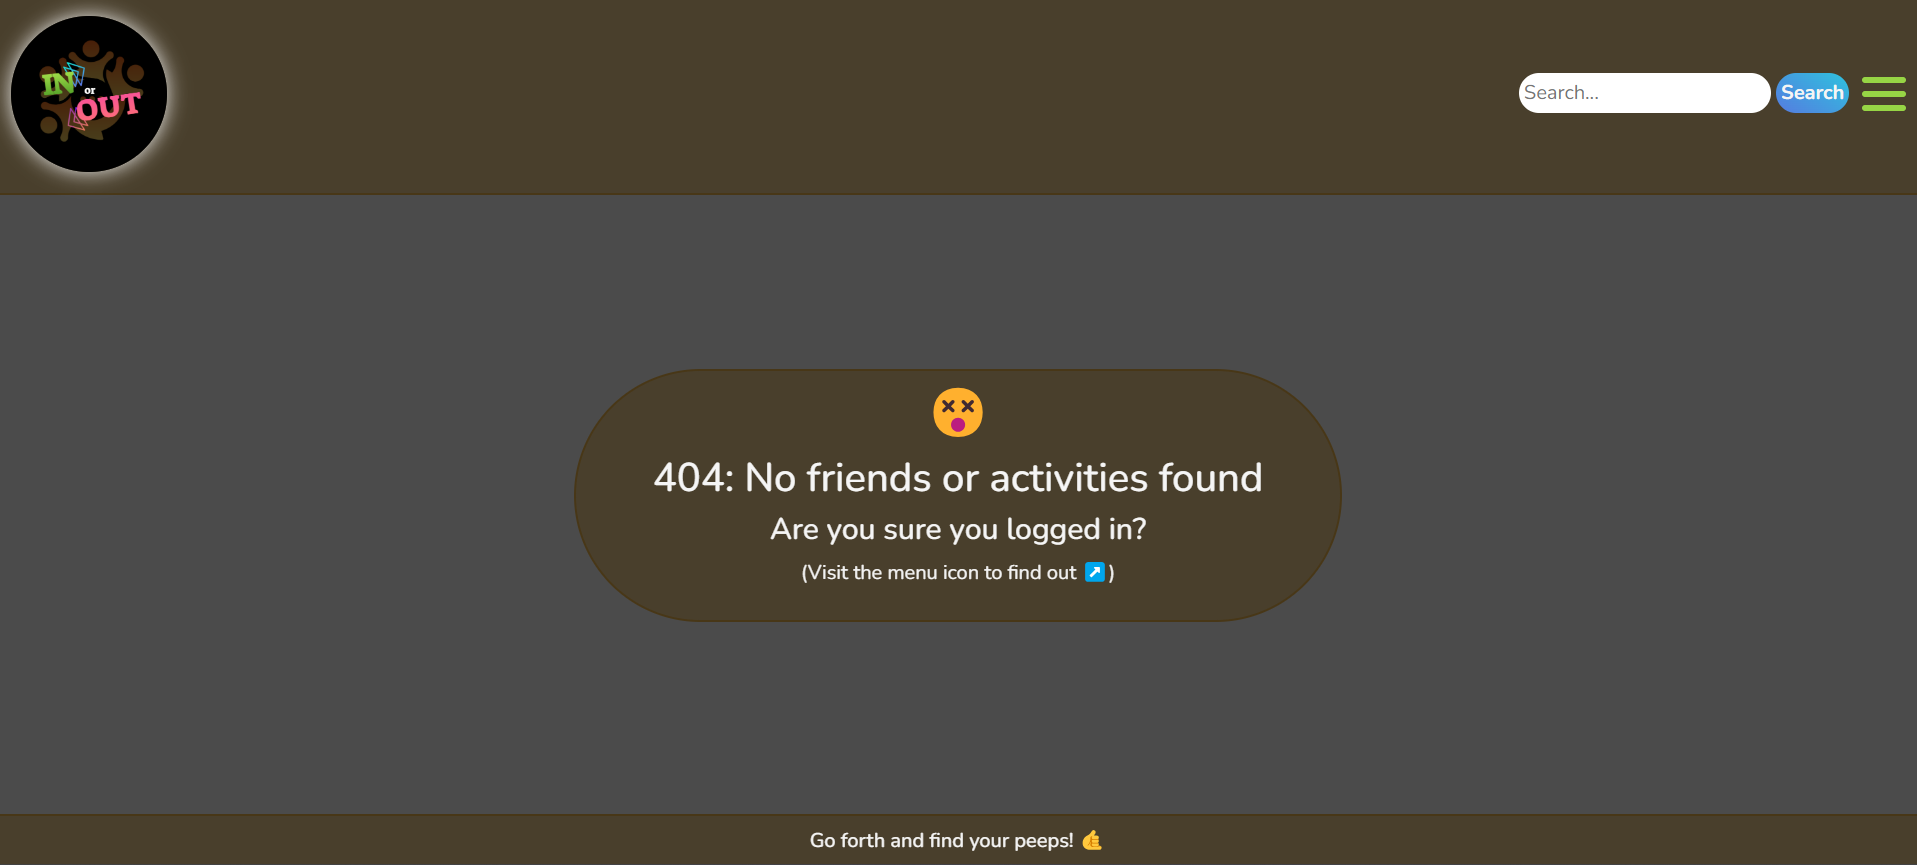 IN
or
OUT
Search...
Search
404: No friends or activities found
Are you sure you logged in?
(Visit the menu icon to find out ↗️)
Go forth and find your peeps! 🤙